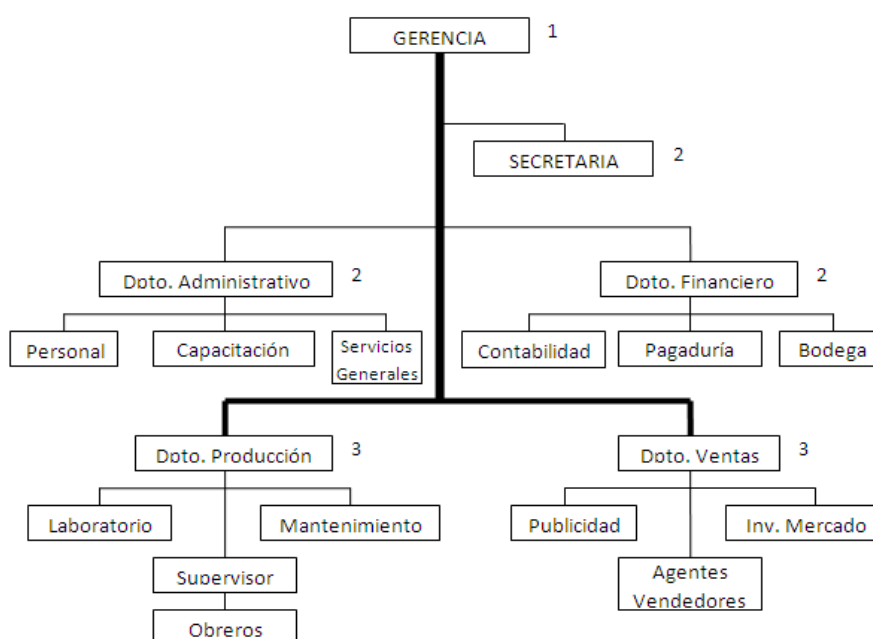 GERENCIA 1
SECRETARIA 2
Dpto. Administrativo 2
Dpto. Financiero 2
Personal
Capacitación
Servicios
Generales
Contabilidad
Pagaduría
Bodega
Dpto. Producción 3
Dpto. Ventas 3
Laboratorio
Mantenimiento
Publicidad
Inv. Mercado
Supervisor
Agentes
Vendedores
Obreros